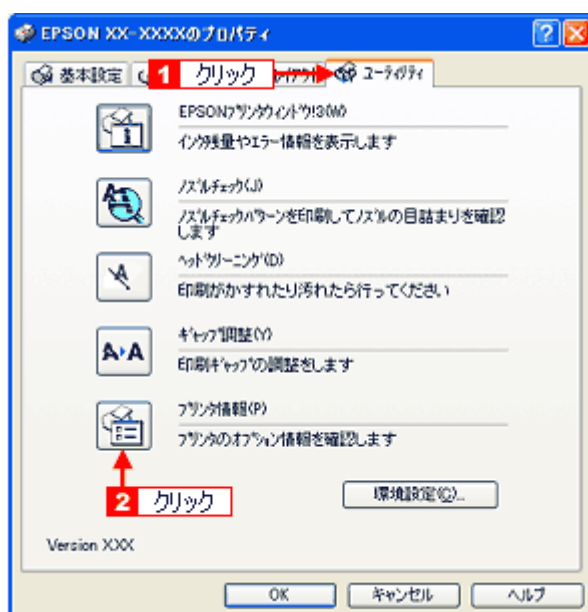 EPSON XX-XXXXのプロパティ
基本設定 1 クリック ユーティリティ
EPSONプリンタウィンドウ!3(W)
インク残量やエラー情報を表示します
ノズルチェック(J)
ノズルチェックパターンを印刷してノズルの目詰まりを確認
します
ヘッドクリーニング(D)
印刷がかすれたり汚れたら行ってください
ギャップ調整(Y)
印刷ギャップの調整をします
プリンタ情報(P)
プリンタのオプション情報を確認します
2 クリック
環境設定(C)...
Version XXX
OK キャンセル ヘルプ